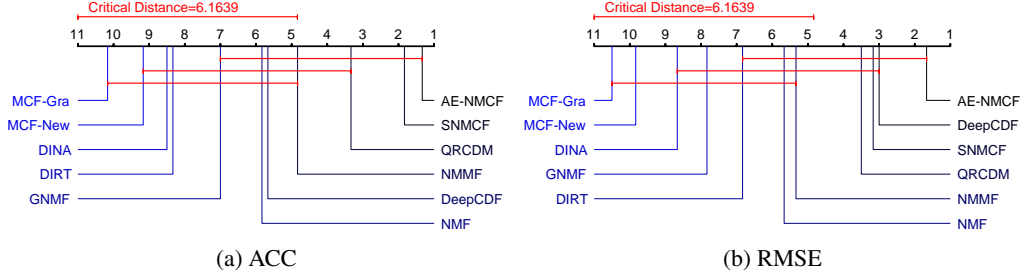 Critical Distance=6.1639
11 10 9 8 7 6 5 4 3 2 1
MCF-Gra
MCF-New
DINA
DIRT
GNMF
AE-NMCF
SNMCF
QRCDM
NMMF
DeepCDF
NMF
(a) ACC
Critical Distance=6.1639
11 10 9 8 7 6 5 4 3 2 1
MCF-Gra
MCF-New
DINA
GNMF
DIRT
AE-NMCF
DeepCDF
SNMCF
QRCDM
NMMF
NMF
(b) RMSE